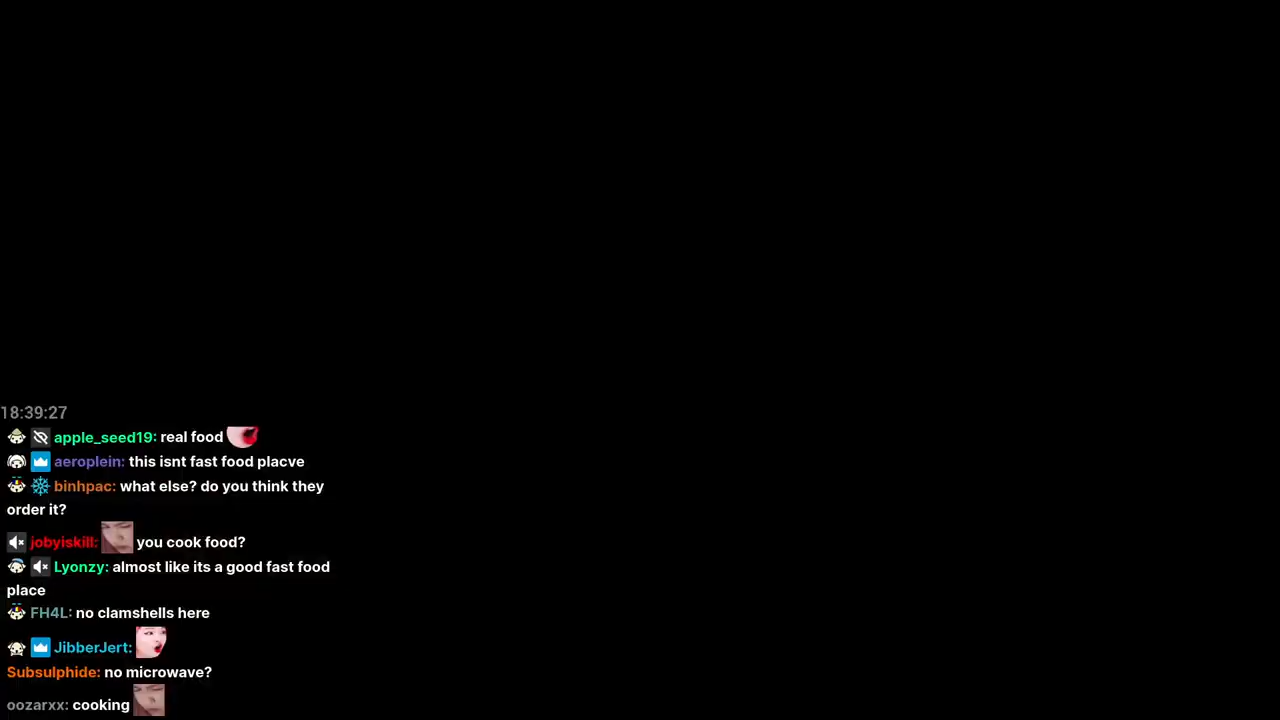 18:39:27
apple_seed19: real food
aeroplein: this isnt fast food placve
binhpac: what else? do you think they
order it?
jobyiskill: you cook food?
Lyonzy: almost like its a good fast food
place
FH4L: no clamshells here
JibberJert:
Subsulphide: no microwave?
oozarxx: cooking